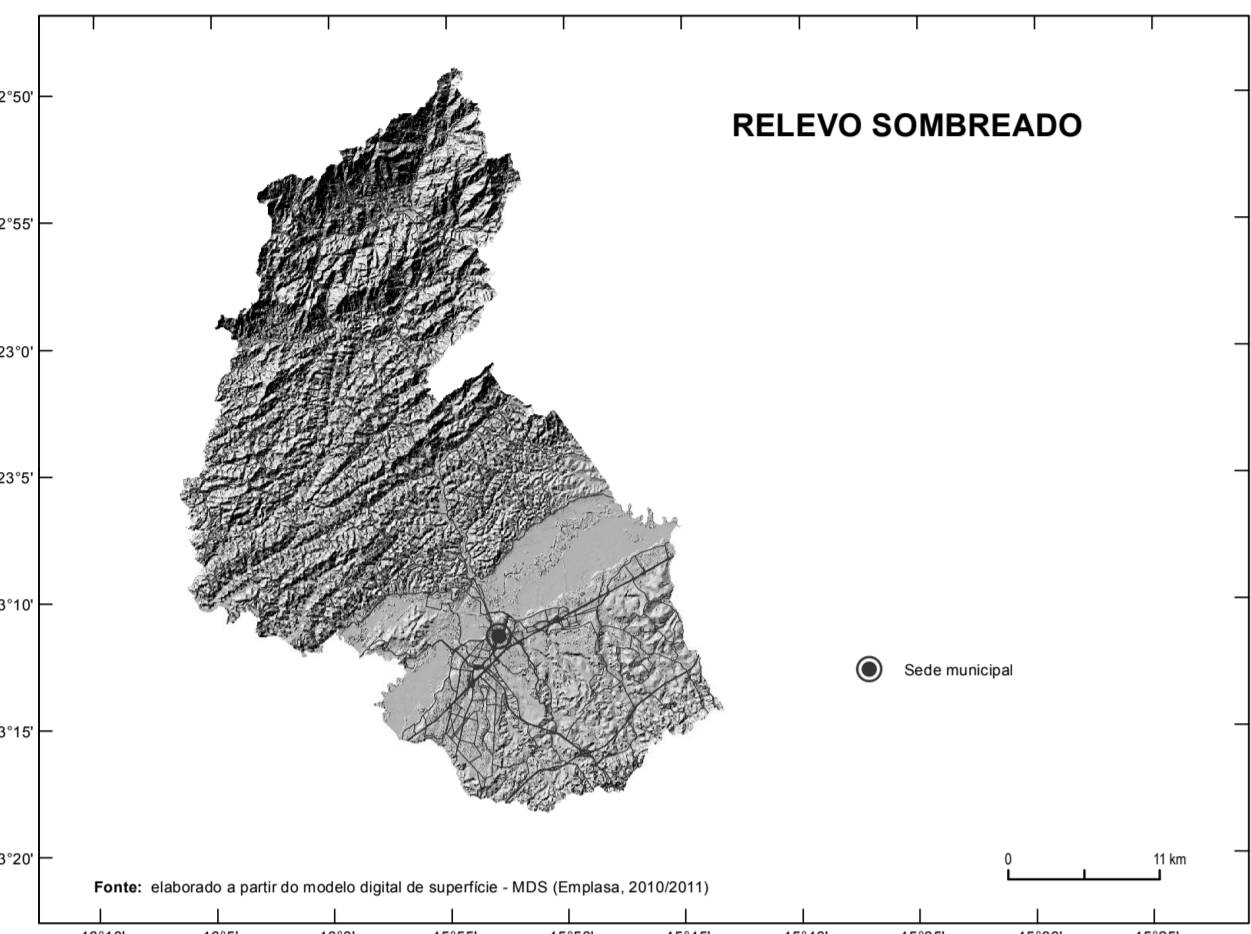 RELEVO SOMBREADO
2°50'
2°55'
23°0'
23°5'
3°10'
3°15'
3°20'
Sede municipal
0 11 km
Fonte: elaborado a partir do modelo digital de superfície - MDS (Emplasa, 2010/2011)